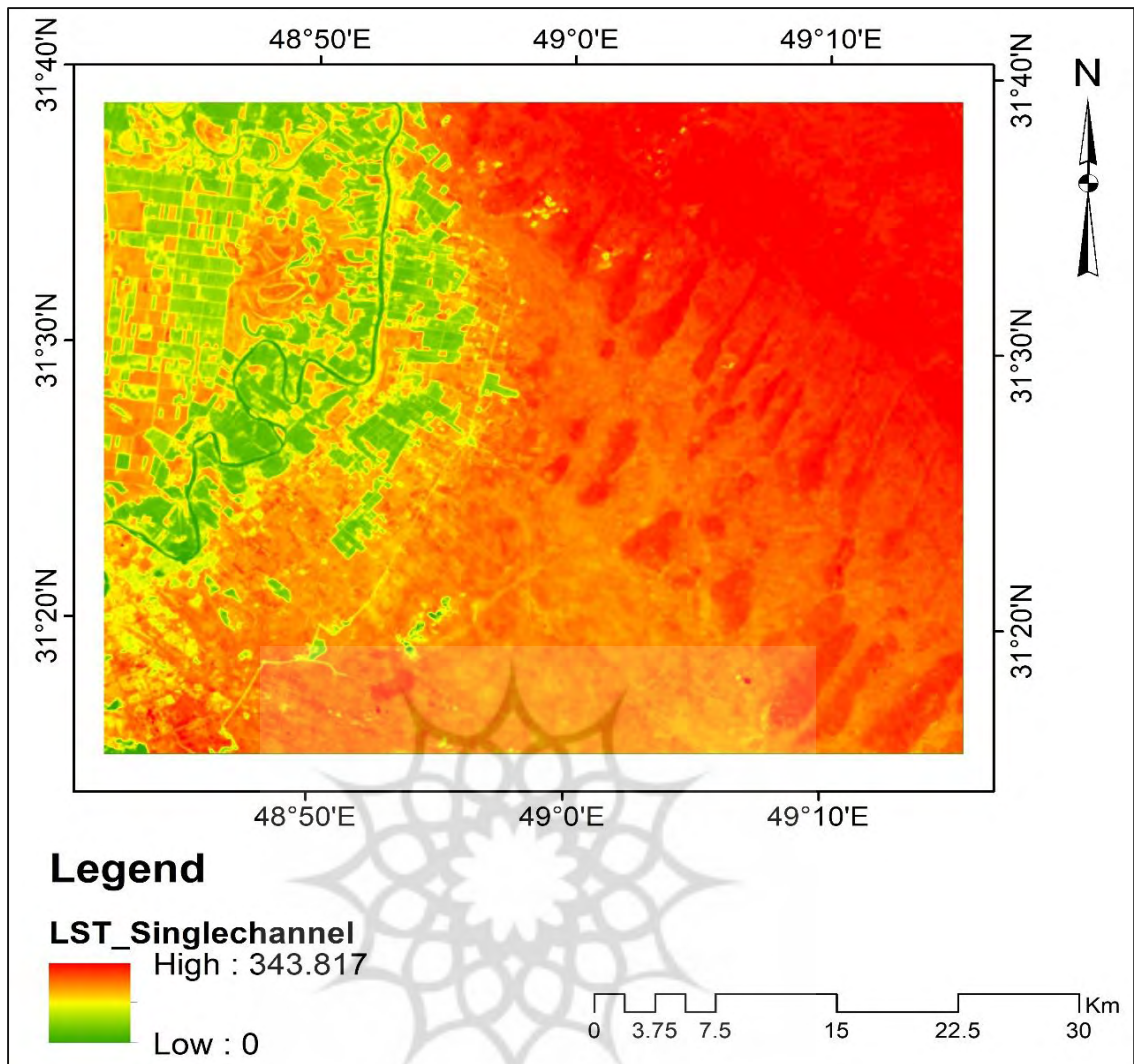 48°50'E 49°0'E 49°10'E
N
31°40'N 31°40'N
31°30'N 31°30'N
31°20'N 31°20'N
48°50'E 49°0'E 49°10'E
Legend
LST_Singlechannel
High : 343.817
Low : 0
Km
0 3.75 7.5 15 22.5 30